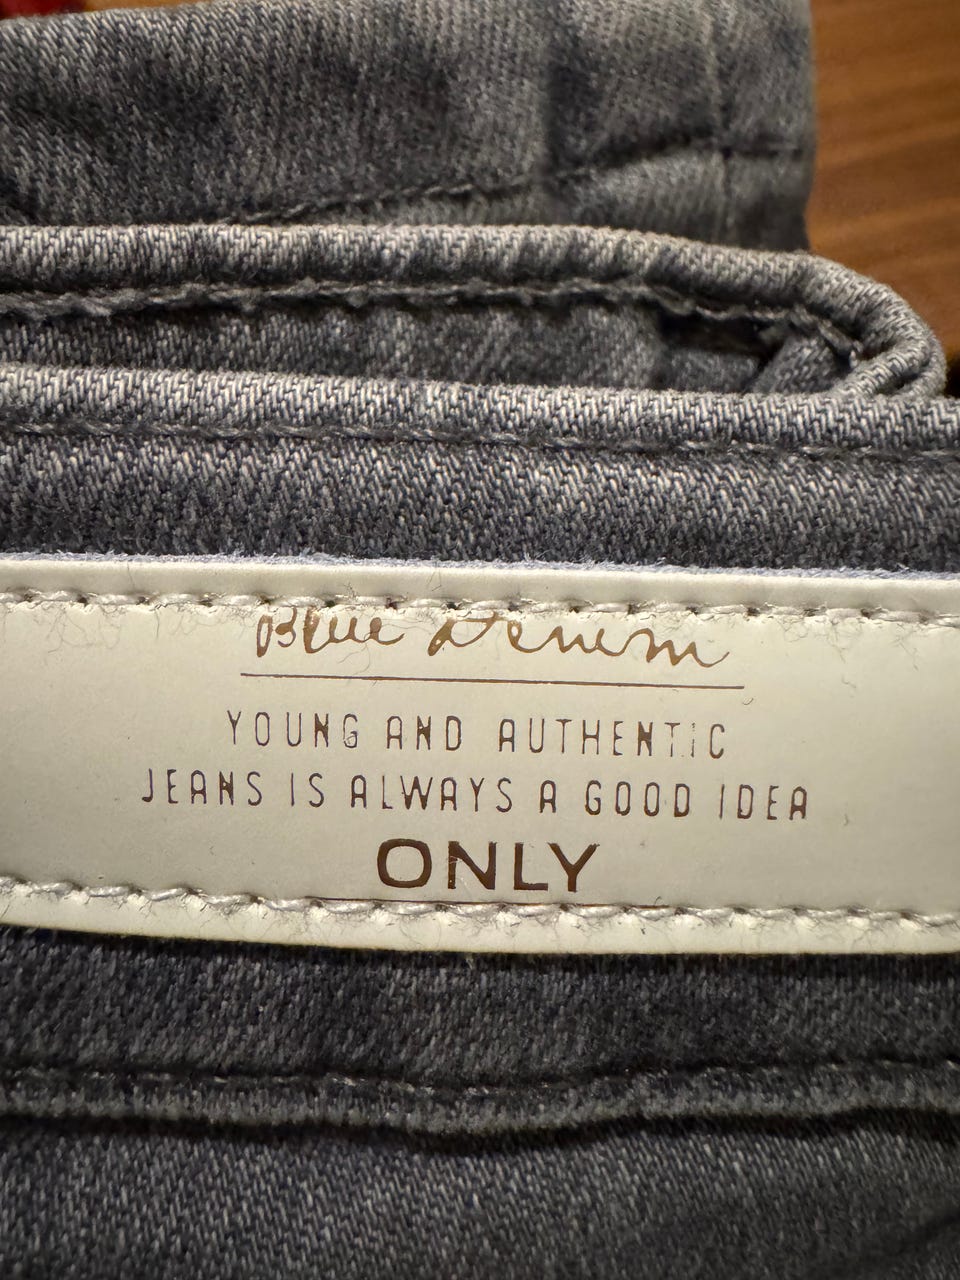 Blue Denim
YOUNG AND AUTHENTIC
JEANS IS ALWAYS A GOOD IDEA
ONLY